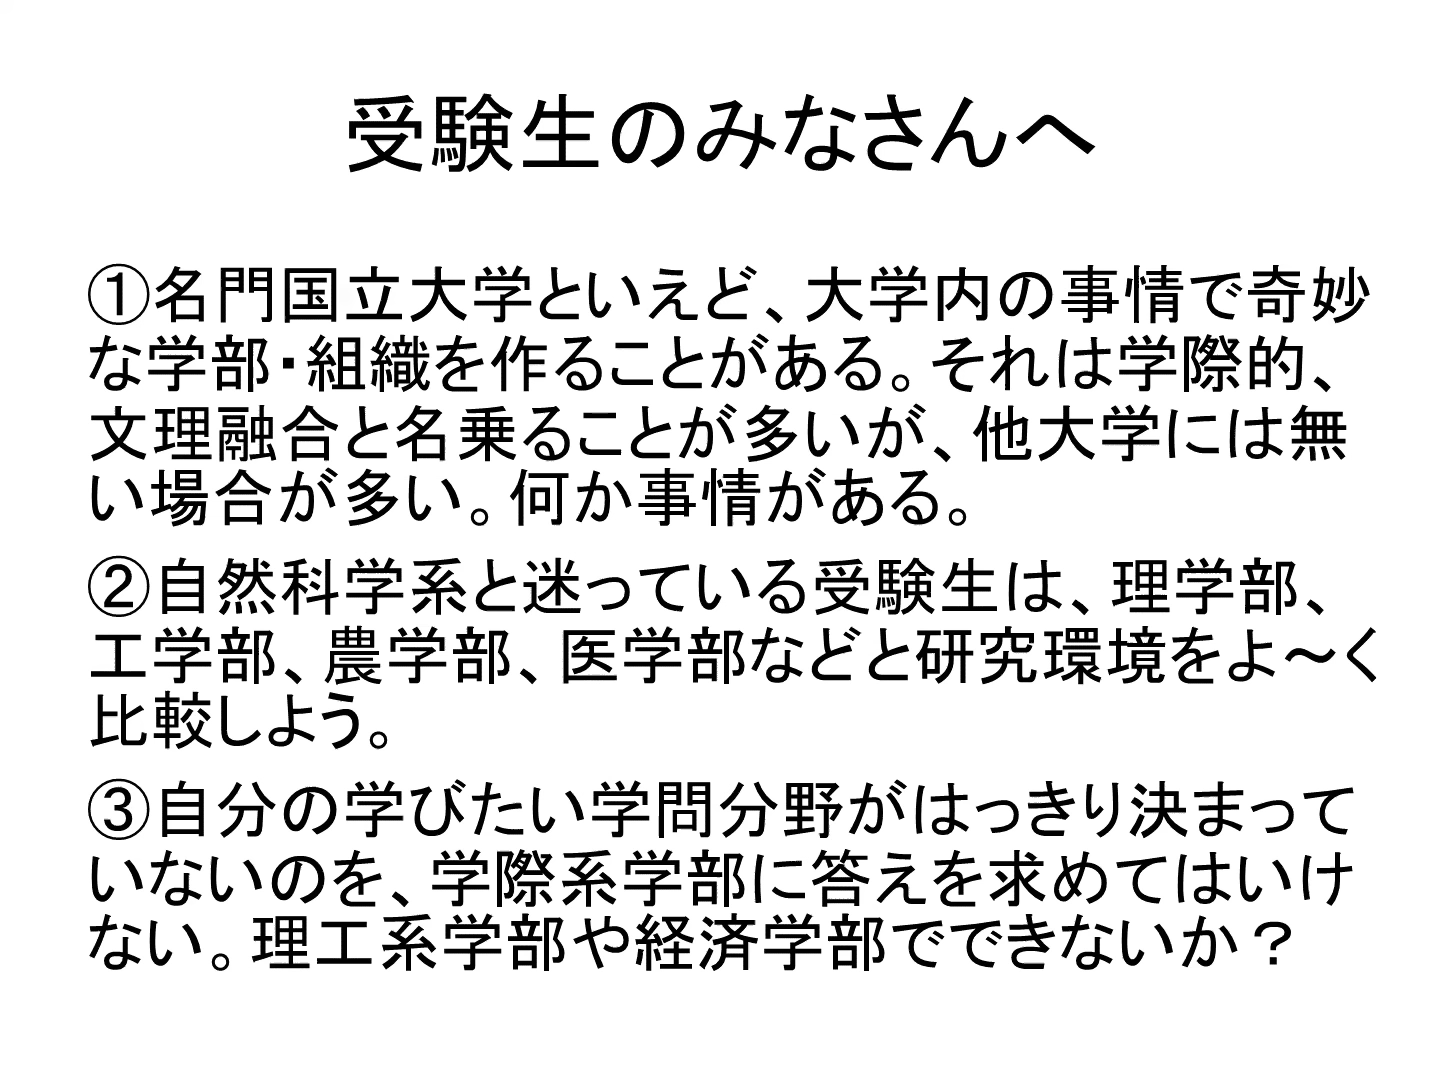 受験生のみなさんへ
①名門国立大学といえど、大学内の事情で奇妙
な学部・組織を作ることがある。それは学際的、
文理融合と名乗ることが多いが、他大学には無
い場合が多い。何か事情がある。
②自然科学系と迷っている受験生は、理学部、
工学部、農学部、医学部などと研究環境をよ～く
比較しよう。
③自分の学びたい学問分野がはっきり決まって
いないのを、学際系学部に答えを求めてはいけ
ない。理工系学部や経済学部でできないか？